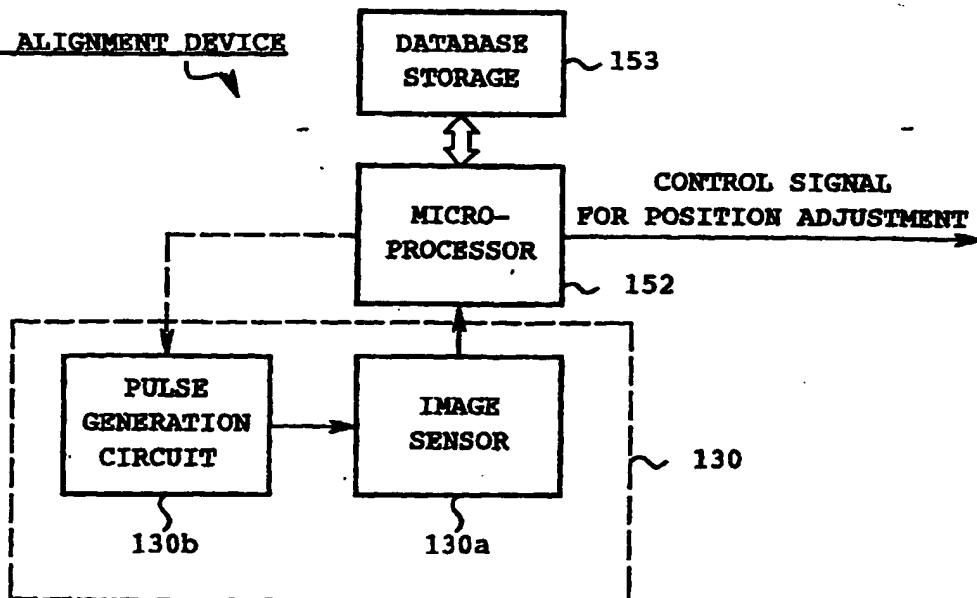 ALIGNMENT DEVICE
DATABASE
STORAGE
153
MICRO-
PROCESSOR
152
CONTROL SIGNAL
FOR POSITION ADJUSTMENT
PULSE
GENERATION
CIRCUIT
130b
IMAGE
SENSOR
130a
130